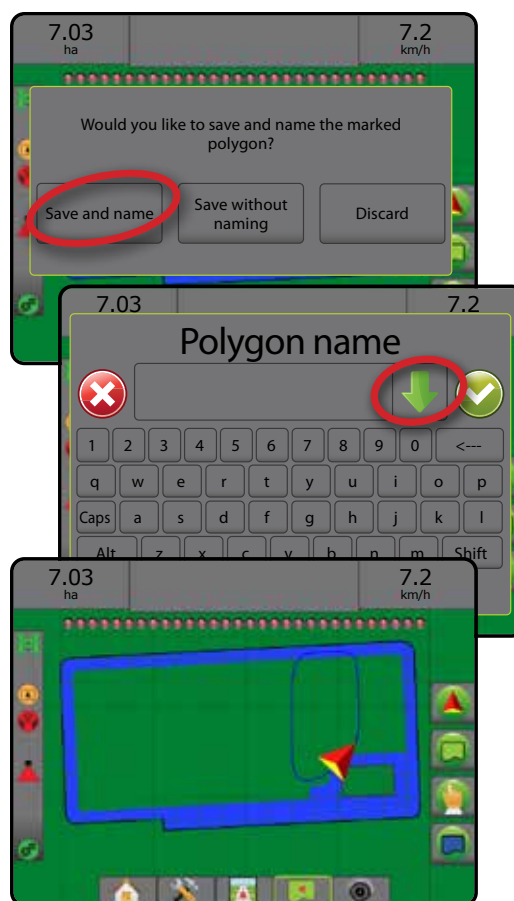 7.03 7.2
ha km/h
Would you like to save and name the marked
polygon?
Save and name
Save without
naming
Discard
7.03 7.2
Polygon name
1 2 3 4 5 6 7 8 9 0 <---
q w e r t y u i o p
Caps a s d f g h j k l
Alt z x c v b n m Shift
7.03 7.2
ha km/h